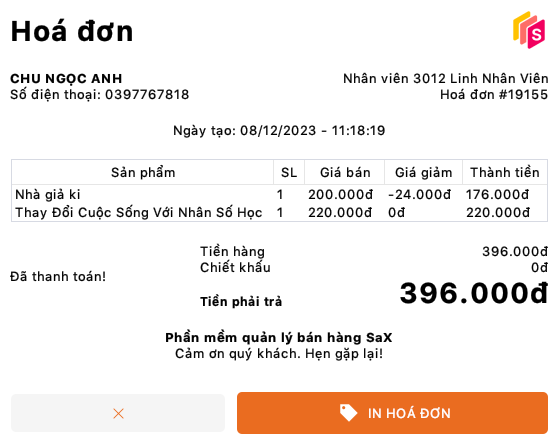 Hoá đơn
S
CHU NGỌC ANH
Nhân viên 3012 Linh Nhân Viên
Số điện thoại: 0397767818
Hoá đơn #19155
Ngày tạo: 08/12/2023 - 11:18:19
Sản phẩm SL Giá bán Giá giảm Thành tiền
Nhà giả ki 1 200.000đ -24.000đ 176.000đ
Thay Đổi Cuộc Sống Với Nhân Số Học 1 220.000đ 0đ 220.000đ
Tiền hàng 396.000đ
Chiết khấu 0đ
Đã thanh toán!
Tiền phải trả 396.000đ
Phần mềm quản lý bán hàng SaX
Cảm ơn quý khách. Hẹn gặp lại!
IN HOÁ ĐƠN